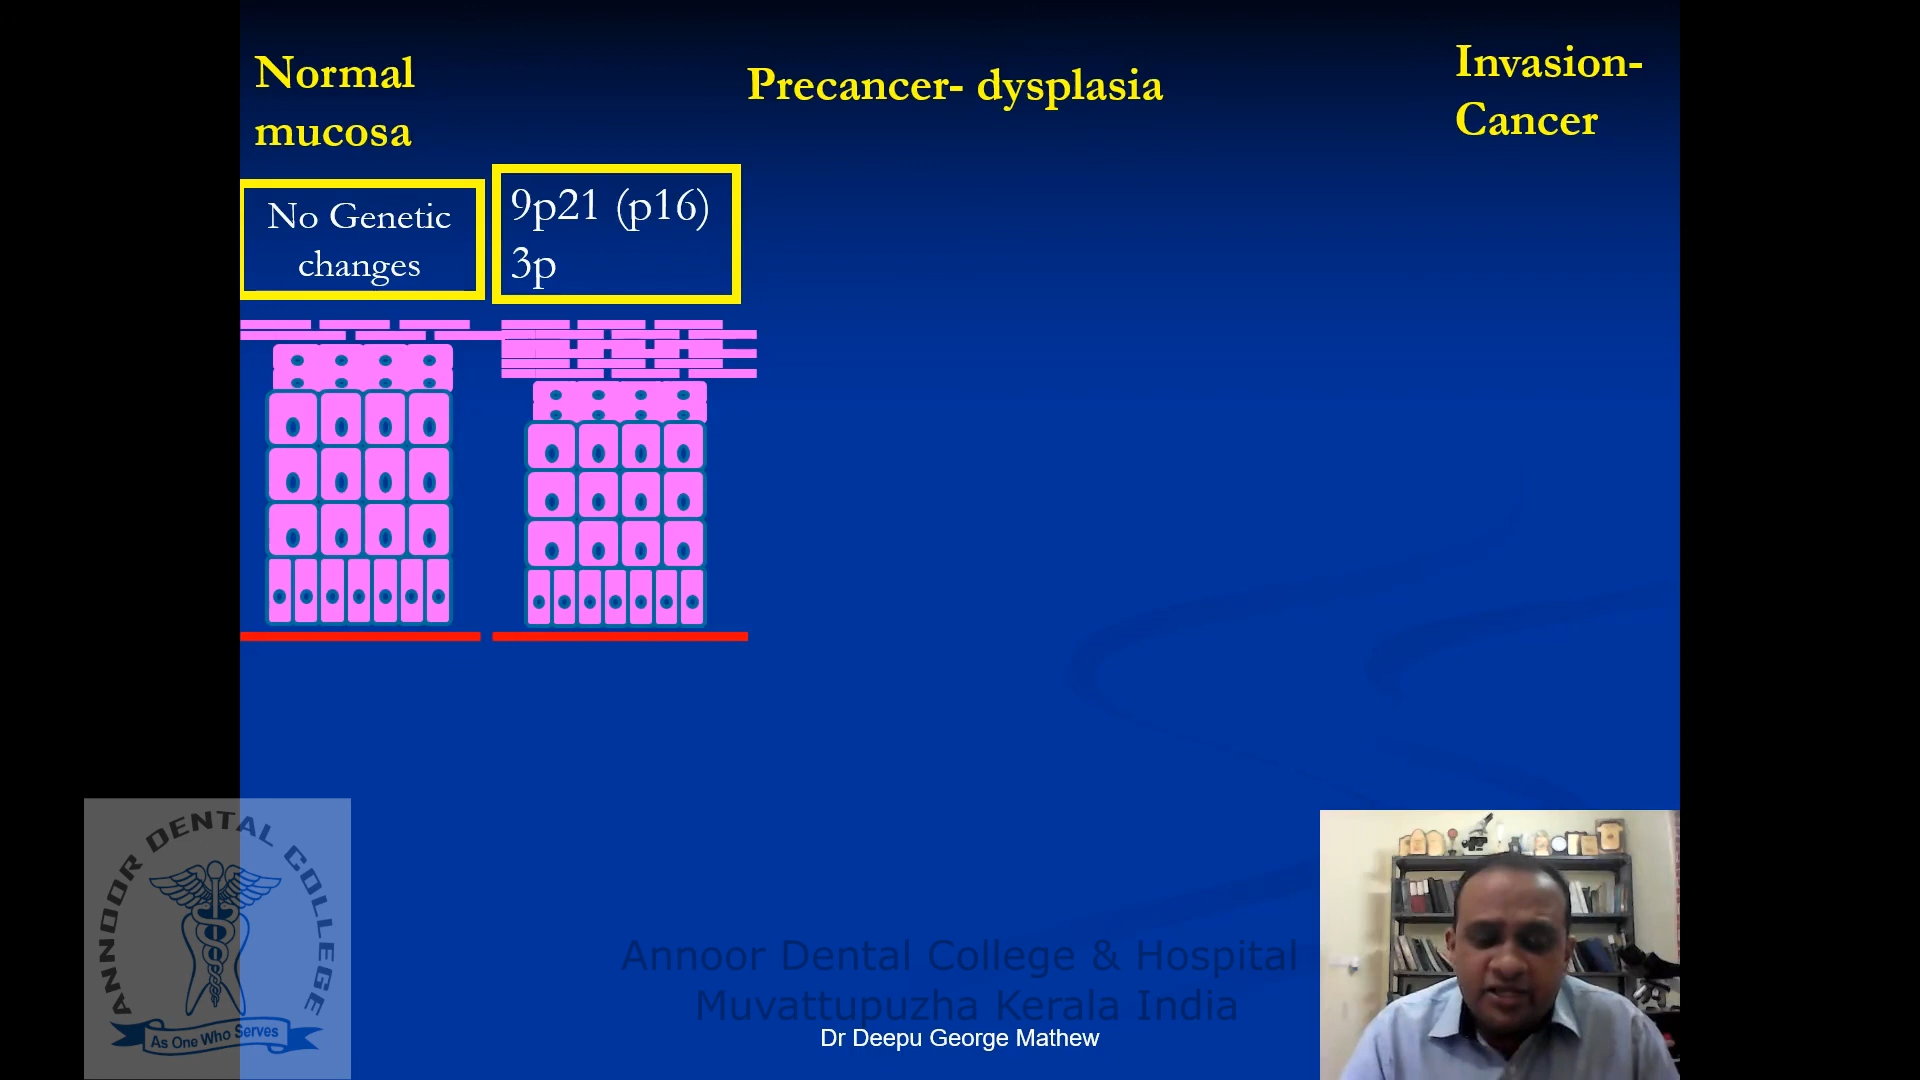 Normal
mucosa
Precancer- dysplasia
Invasion-
Cancer
No Genetic
changes
9p21 (p16)
3p
ANNOOR DENTAL COLLEGE
As One Who Serves
Annoor Dental College & Hospital
Muvattupuzha Kerala India
Dr Deepu George Mathew